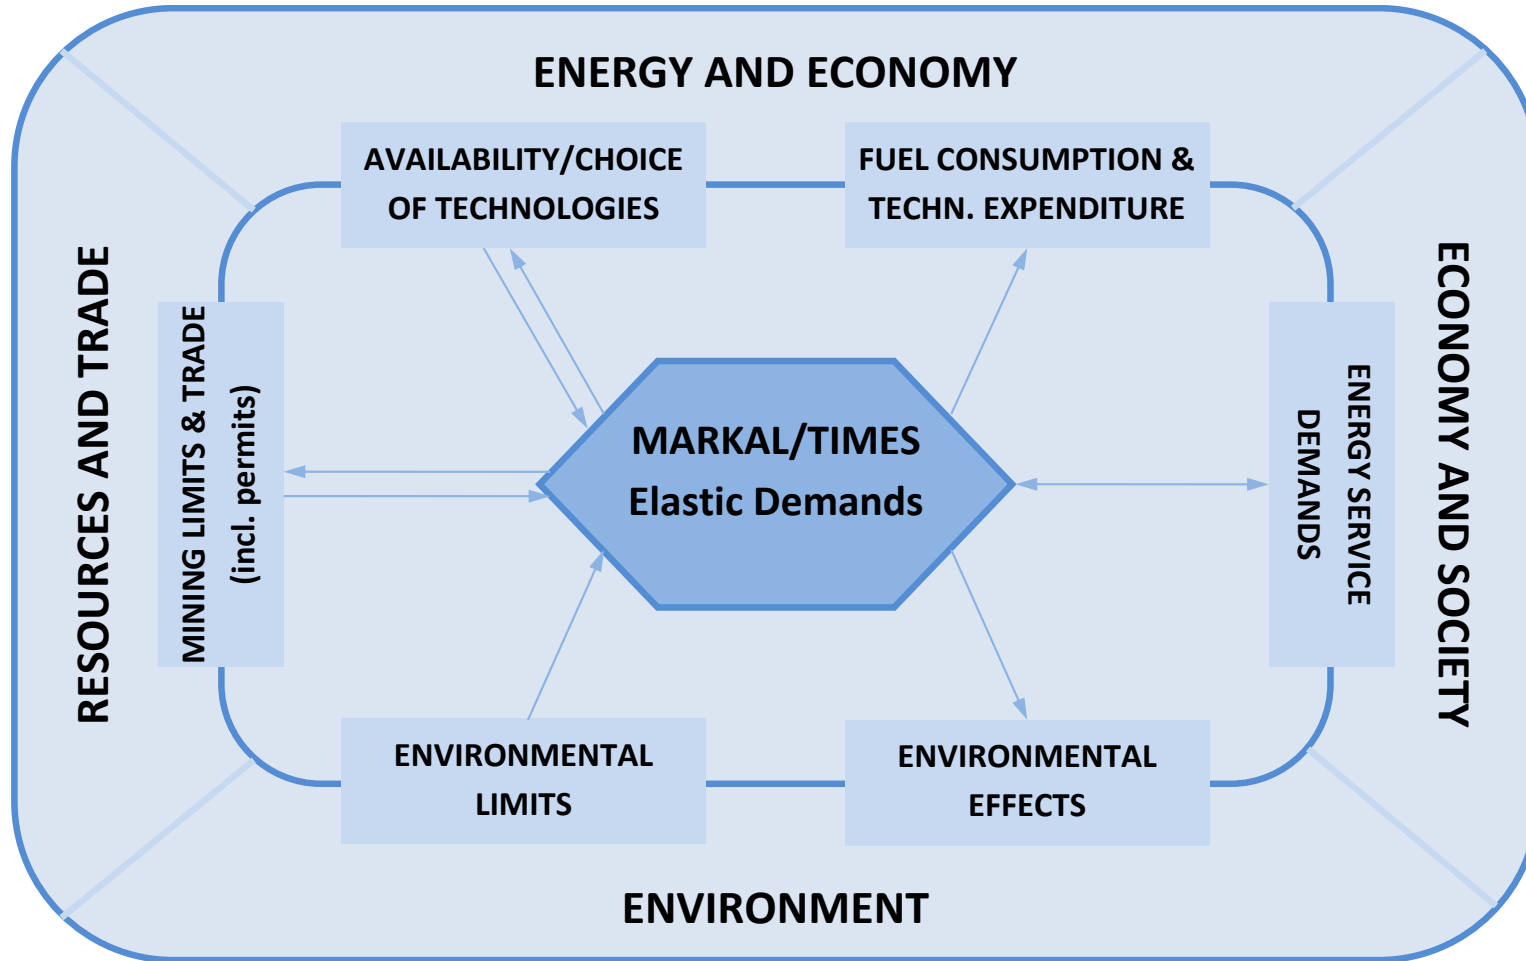 ENERGY AND ECONOMY
AVAILABILITY/CHOICE
OF TECHNOLOGIES
FUEL CONSUMPTION &
TECHN. EXPENDITURE
RESOURCES AND TRADE
MINING LIMITS & TRADE
(incl. permits)
MARKAL/TIMES
Elastic Demands
ENERGY SERVICE
DEMANDS
ECONOMY AND SOCIETY
ENVIRONMENTAL
LIMITS
ENVIRONMENTAL
EFFECTS
ENVIRONMENT